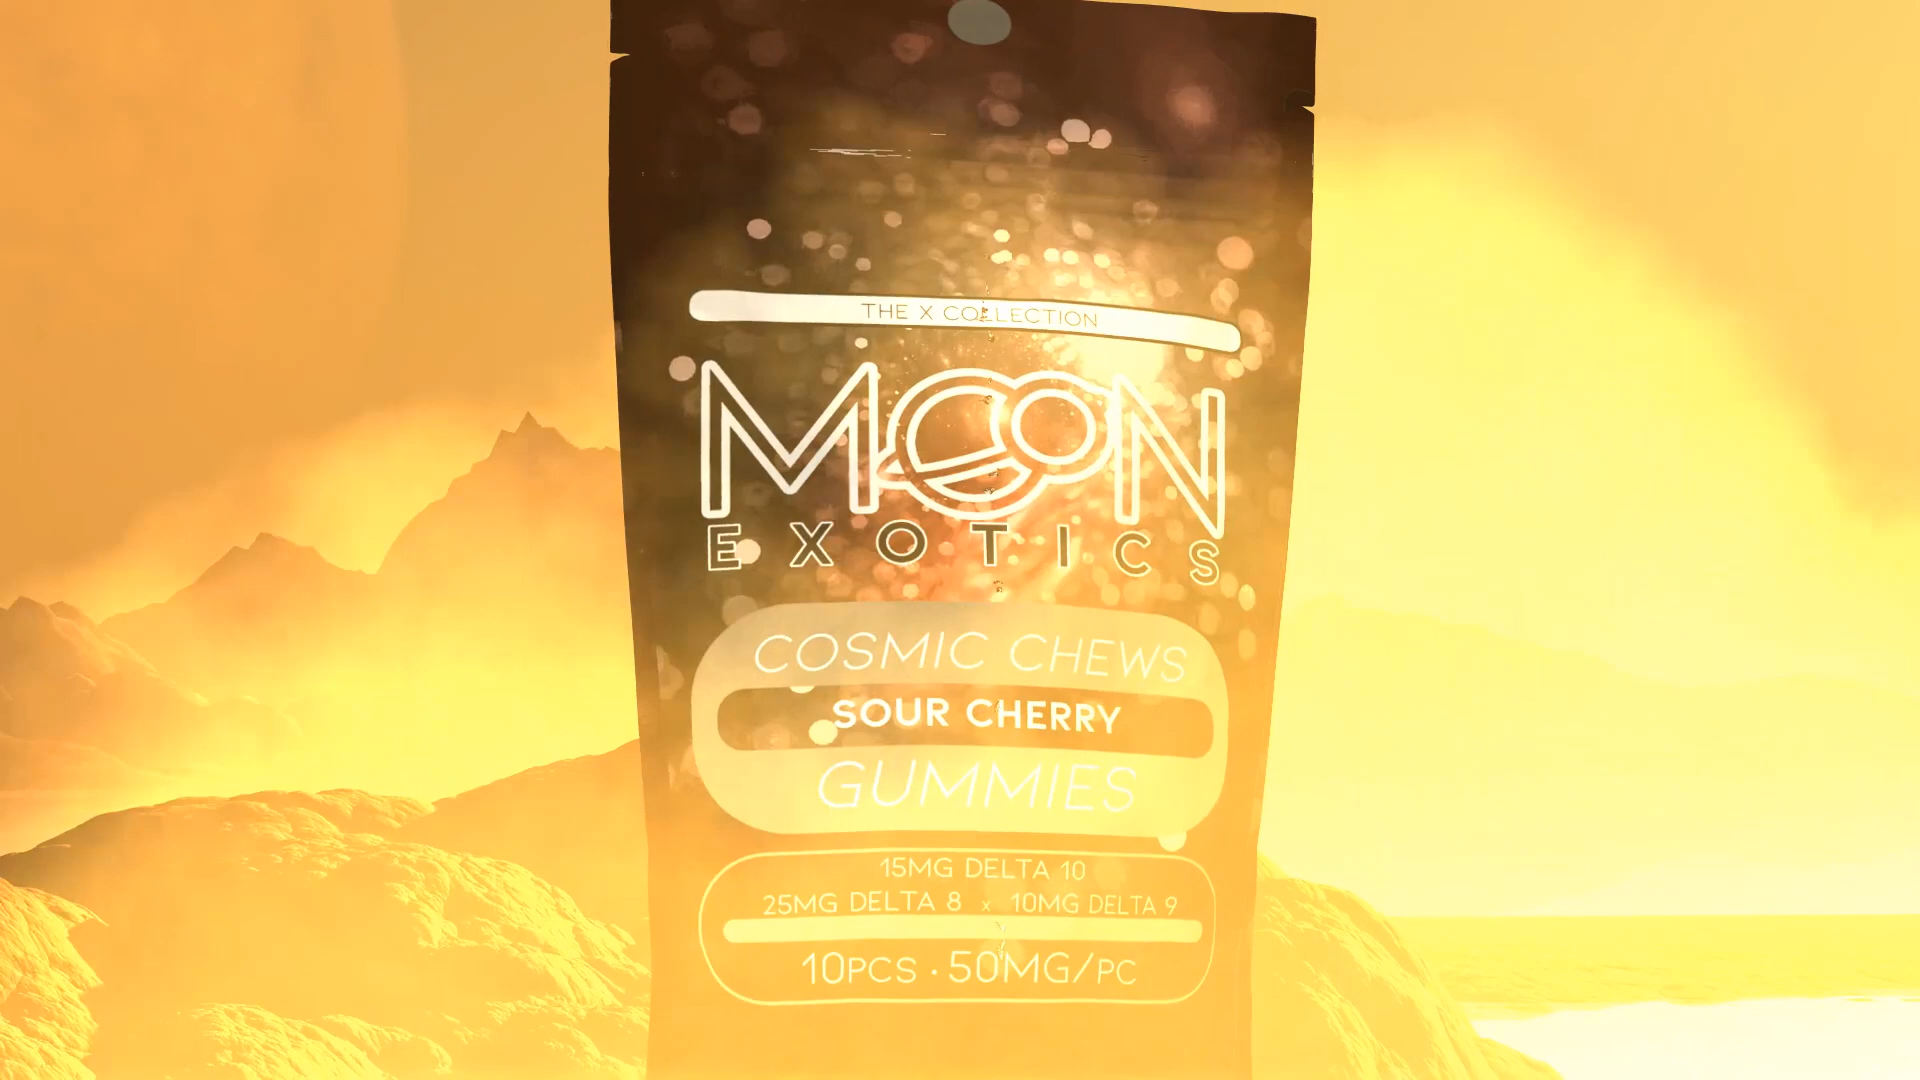 THE X COLLECTION
MOON
EXOTICS
COSMIC CHEWS
SOUR CHERRY
GUMMIES
15MG DELTA 10
25MG DELTA 8 x 10MG DELTA 9
10PCS · 50MG/PC